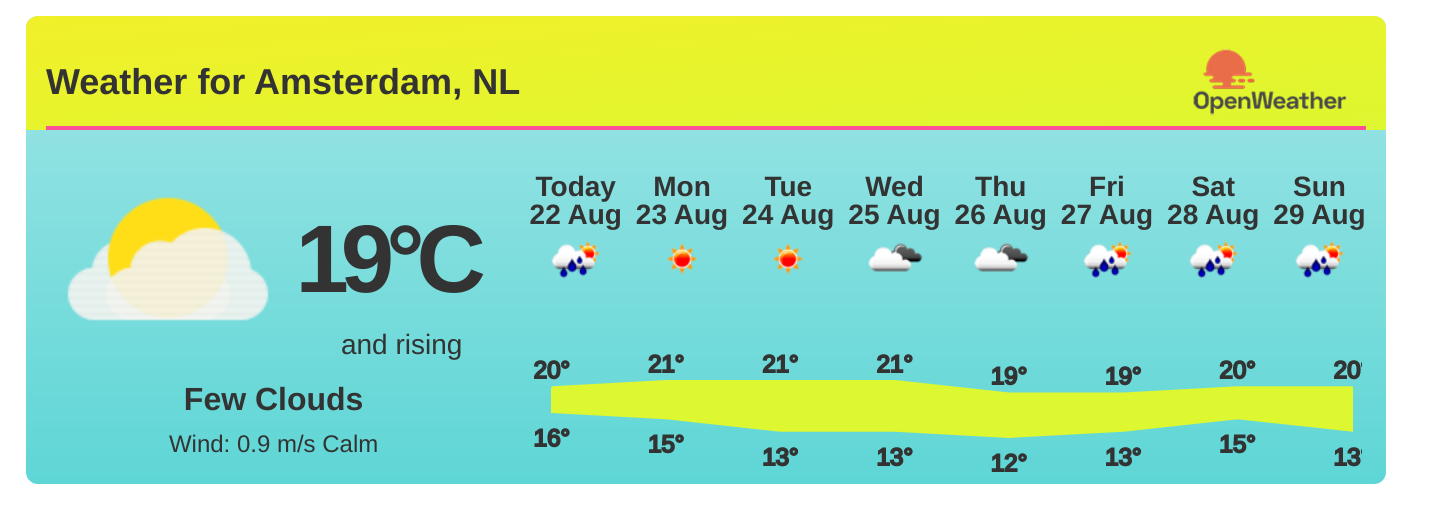 Weather for Amsterdam, NL
OpenWeather
19°C
and rising
Few Clouds
Wind: 0.9 m/s Calm
Today Mon Tue Wed Thu Fri Sat Sun
22 Aug 23 Aug 24 Aug 25 Aug 26 Aug 27 Aug 28 Aug 29 Aug
20° 21° 21° 21° 19° 19° 20° 20°
16° 15° 13° 13° 12° 13° 15° 13°